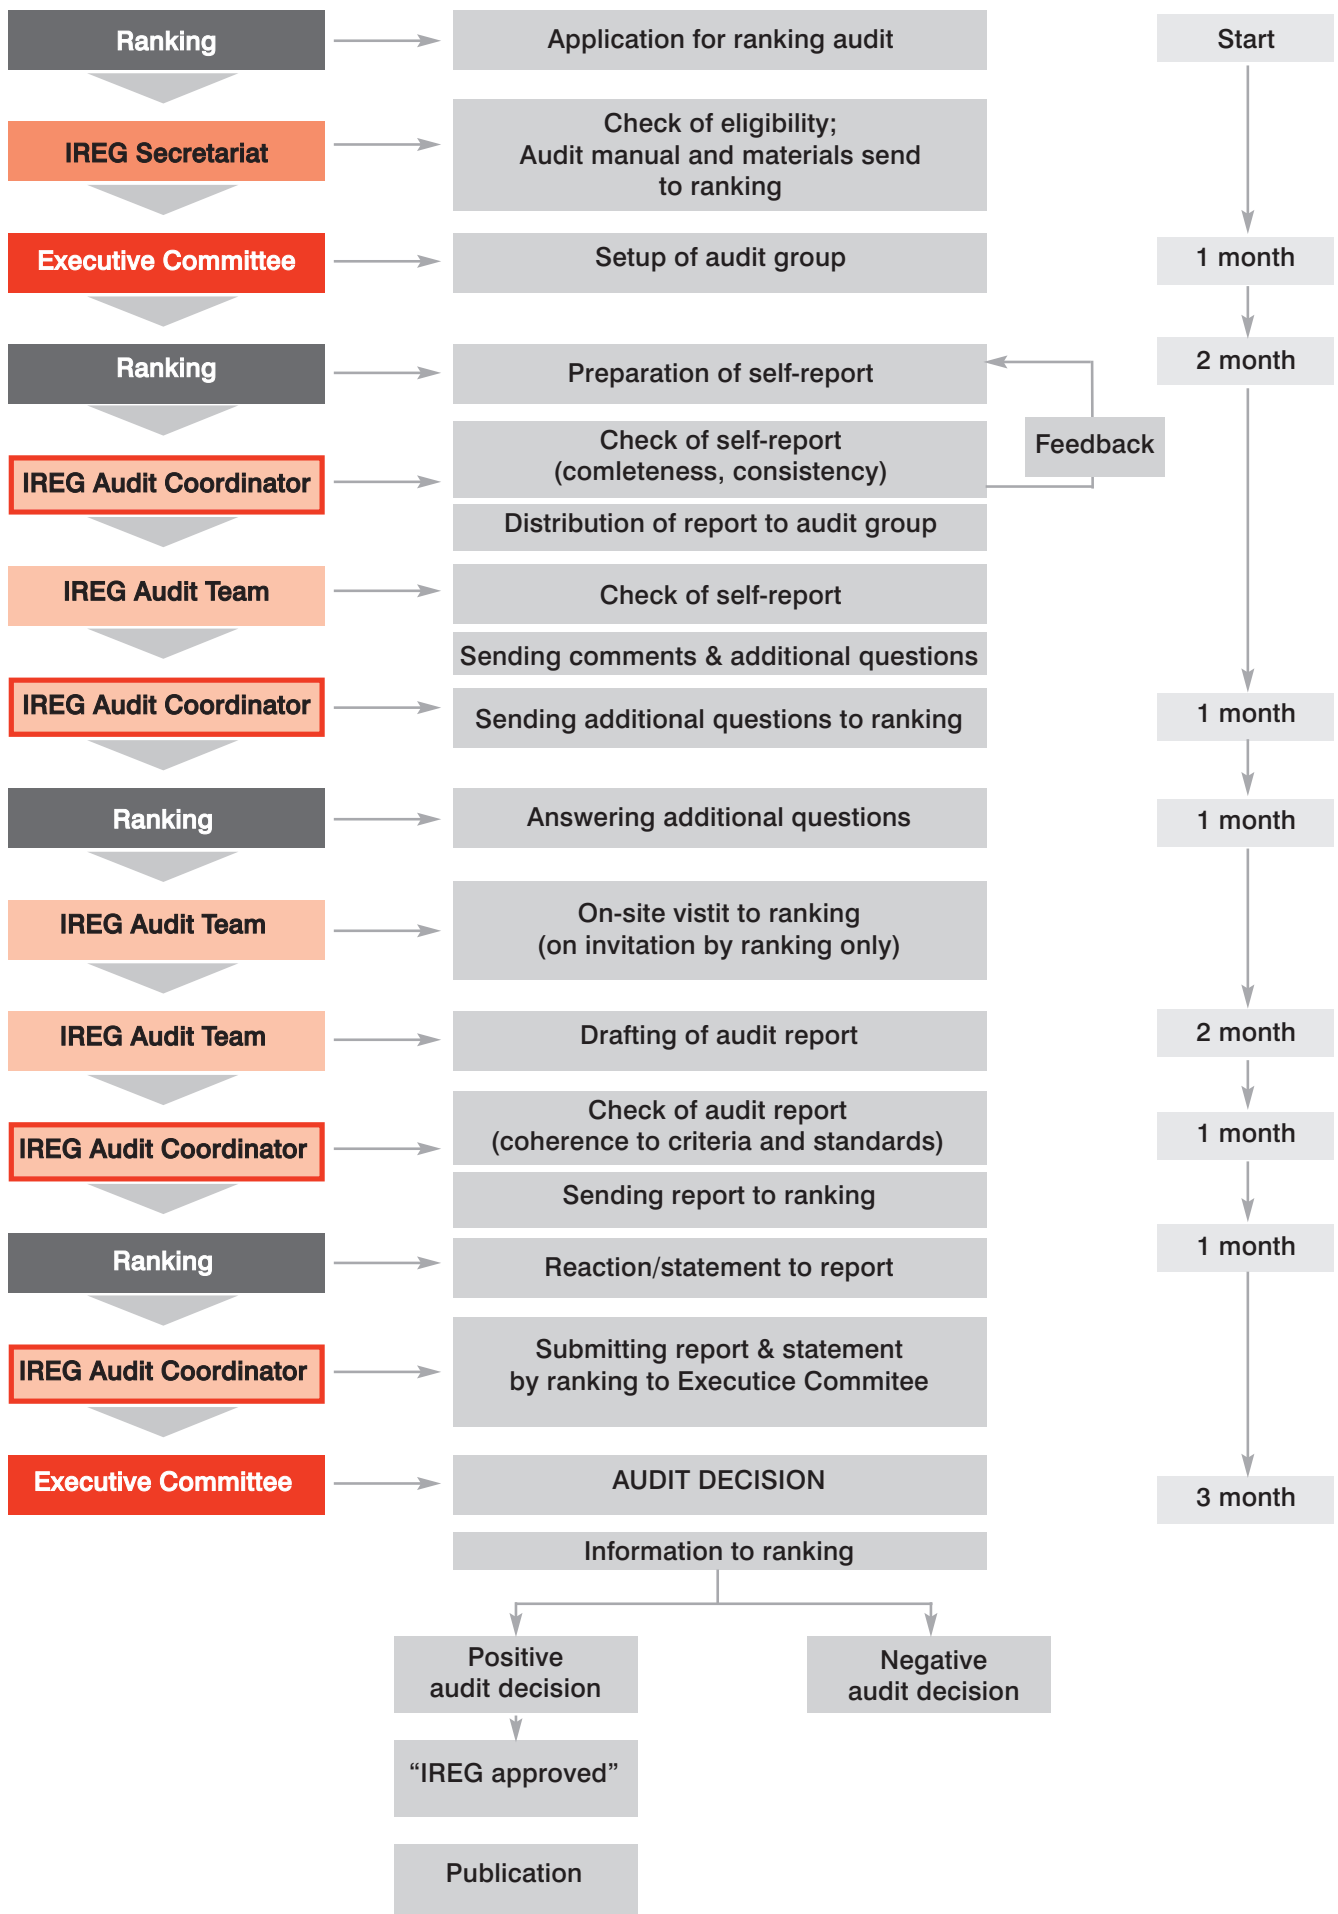 Ranking
Application for ranking audit
Start
IREG Secretariat
Check of eligibility;
Audit manual and materials send
to ranking
Executive Committee
Setup of audit group
1 month
Ranking
Preparation of self-report
2 month
Feedback
IREG Audit Coordinator
Check of self-report
(comleteness, consistency)
Distribution of report to audit group
IREG Audit Team
Check of self-report
Sending comments & additional questions
IREG Audit Coordinator
Sending additional questions to ranking
1 month
Ranking
Answering additional questions
1 month
IREG Audit Team
On-site vistit to ranking
(on invitation by ranking only)
IREG Audit Team
Drafting of audit report
2 month
IREG Audit Coordinator
Check of audit report
(coherence to criteria and standards)
1 month
Sending report to ranking
Ranking
Reaction/statement to report
1 month
IREG Audit Coordinator
Submitting report & statement
by ranking to Executice Commitee
Executive Committee
AUDIT DECISION
3 month
Information to ranking
Positive
audit decision
Negative
audit decision
“IREG approved”
Publication